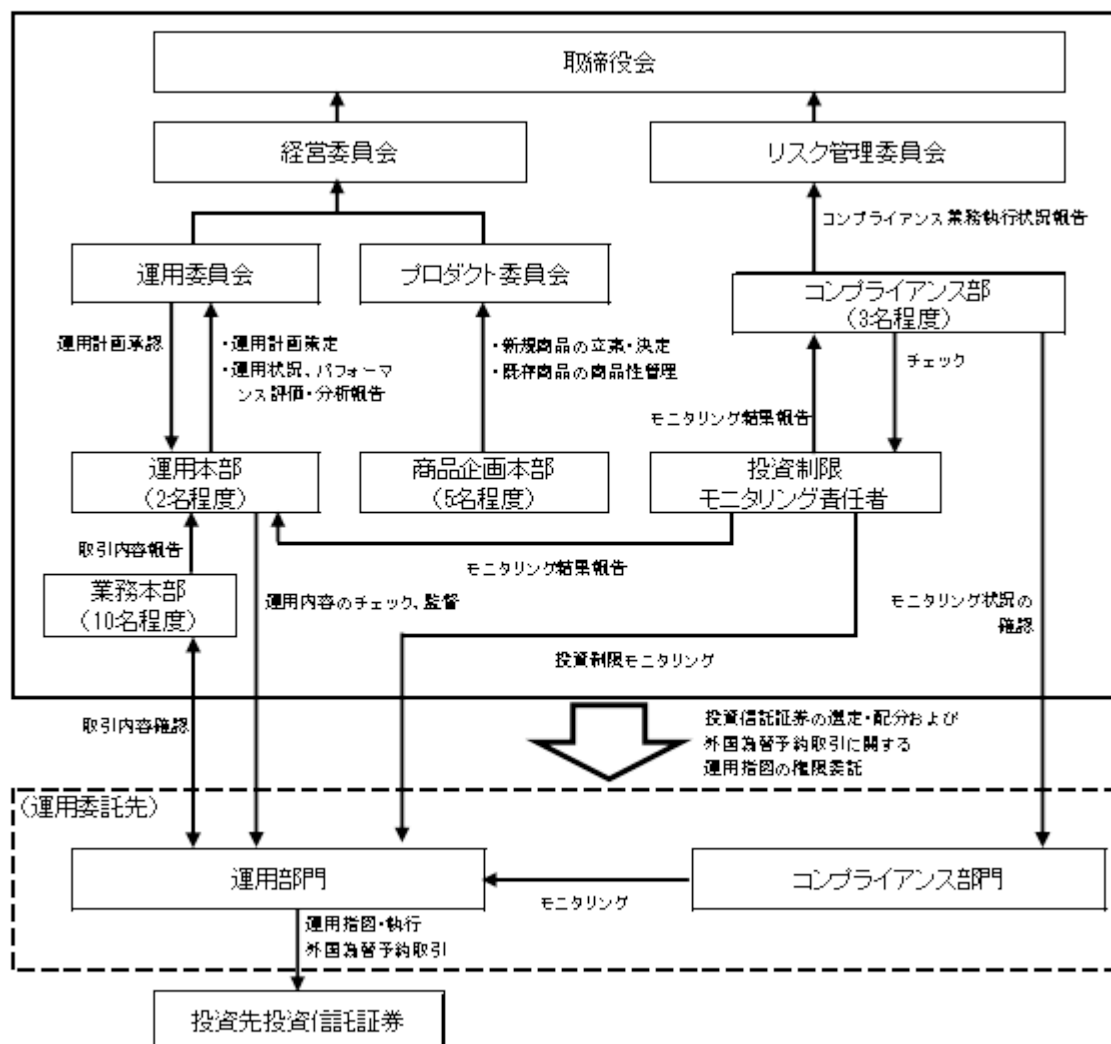 取締役会
経営委員会
リスク管理委員会
コンプライアンス業務執行状況報告
運用委員会
プロダクト委員会
コンプライアンス部
(3名程度)
運用計画承認
・運用計画策定
・運用状況、パフォーマ
ンス評価・分析報告
・新規商品の立案・決定
・既存商品の商品性管理
チェック
モニタリング結果報告
運用本部
(2名程度)
商品企画本部
(5名程度)
投資制限
モニタリング責任者
取引内容報告
モニタリング結果報告
業務本部
(10名程度)
運用内容のチェック、監督
モニタリング状況の
確認
投資制限モニタリング
取引内容確認
投資信託証券の選定・配分および
外国為替予約取引に関する
運用指図の権限委託
(運用委託先)
運用部門
コンプライアンス部門
モニタリング
運用指図・執行
外国為替予約取引
投資先投資信託証券